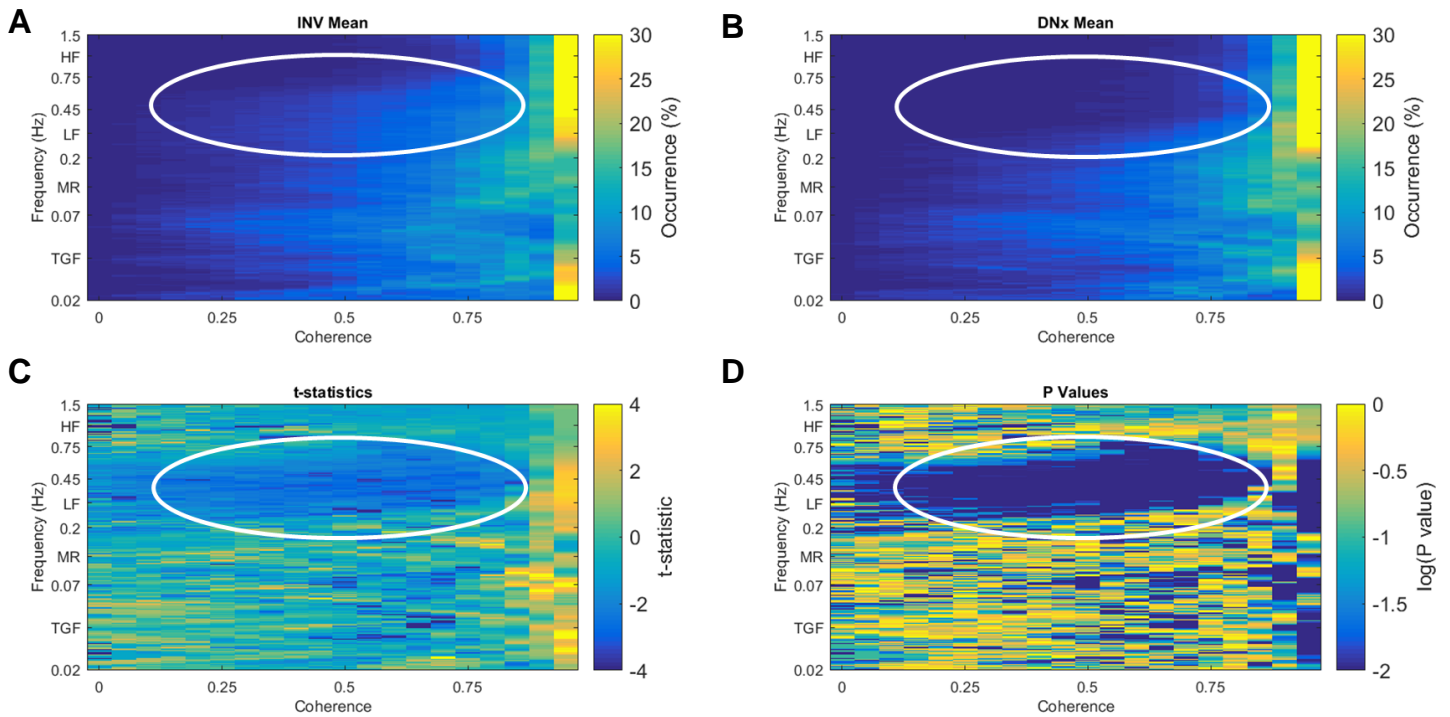 A
INV Mean
1.5
HF
0.75
0.45
LF
0.2
MR
0.07
TGF
0.02
Frequency (Hz)
0
0.25
0.5
0.75
Coherence
30
25
20
15
10
5
0
Occurrence (%)
B
DNx Mean
1.5
HF
0.75
0.45
LF
0.2
MR
0.07
TGF
0.02
Frequency (Hz)
0
0.25
0.5
0.75
Coherence
30
25
20
15
10
5
0
Occurrence (%)
C
t-statistics
1.5
HF
0.75
0.45
LF
0.2
MR
0.07
TGF
0.02
Frequency (Hz)
0
0.25
0.5
0.75
Coherence
4
2
0
-2
-4
t-statistic
D
P Values
1.5
HF
0.75
0.45
LF
0.2
MR
0.07
TGF
0.02
Frequency (Hz)
0
0.25
0.5
0.75
Coherence
0
-0.5
-1
-1.5
-2
log(P value)